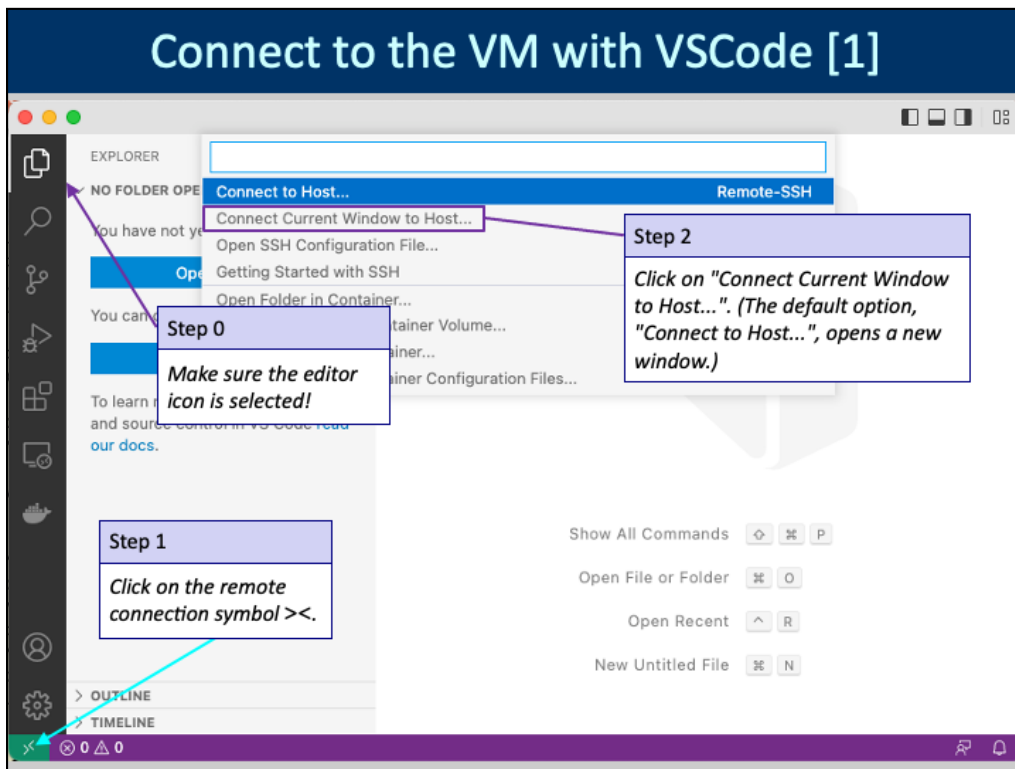 Connect to the VM with VSCode [1]
EXPLORER
NO FOLDER OPE
Connect to Host... Remote-SSH
Connect Current Window to Host...
You have not ye
Open SSH Configuration File...
Getting Started with SSH
Ope
Open Folder in Container...
You can
tainer Volume...
ainer...
ainer Configuration Files...
To learn
and source control in VS Code read
our docs.
Step 0
Make sure the editor
icon is selected!
Step 2
Click on "Connect Current Window
to Host...". (The default option,
"Connect to Host...", opens a new
window.)
Step 1
Click on the remote
connection symbol ><.
Show All Commands ⇧ ⌘ P
Open File or Folder ⌘ O
Open Recent ^ R
New Untitled File ⌘ N
OUTLINE
TIMELINE
0 0